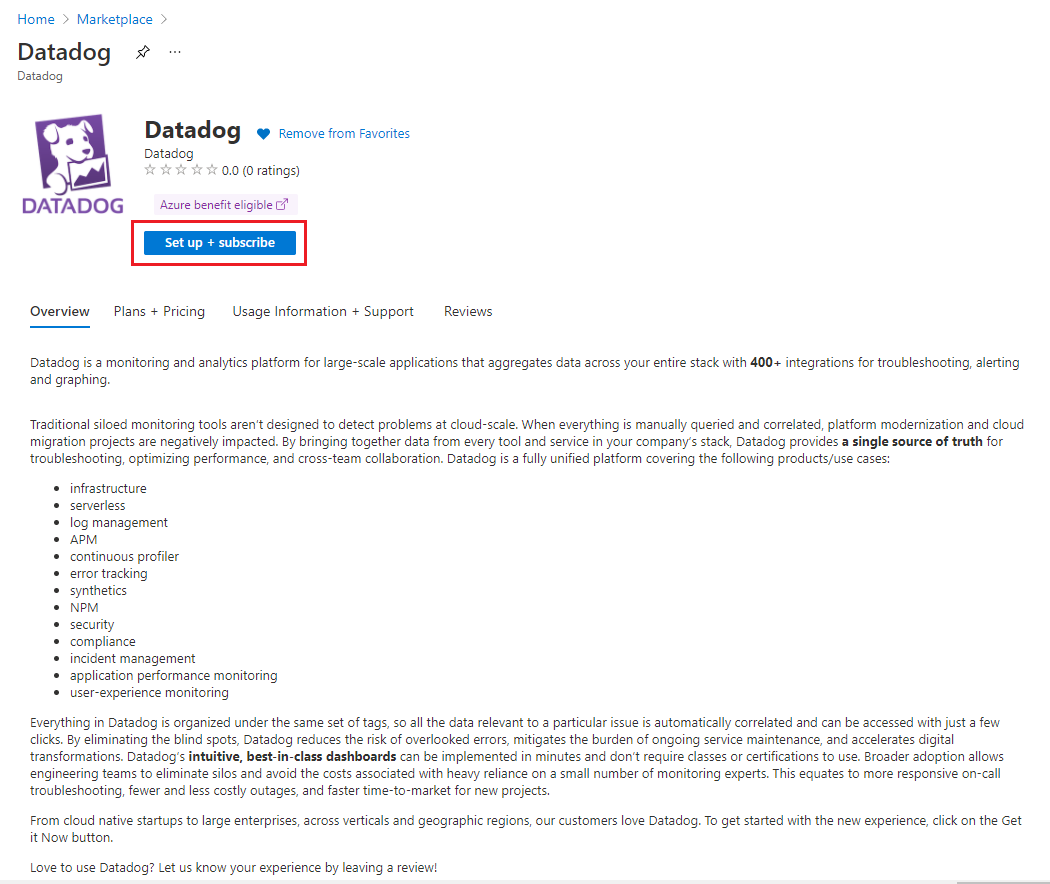 Home > Marketplace >
Datadog ...
Datadog
DATADOG
Datadog Remove from Favorites
Datadog
0.0 (0 ratings)
Azure benefit eligible
Set up + subscribe
Overview Plans + Pricing Usage Information + Support Reviews
Datadog is a monitoring and analytics platform for large-scale applications that aggregates data across your entire stack with 400+ integrations for troubleshooting, alerting
and graphing.
Traditional siloed monitoring tools aren't designed to detect problems at cloud-scale. When everything is manually queried and correlated, platform modernization and cloud
migration projects are negatively impacted. By bringing together data from every tool and service in your company's stack, Datadog provides a single source of truth for
troubleshooting, optimizing performance, and cross-team collaboration. Datadog is a fully unified platform covering the following products/use cases:
• infrastructure
• serverless
• log management
• APM
• continuous profiler
• error tracking
• synthetics
• NPM
• security
• compliance
• incident management
• application performance monitoring
• user-experience monitoring
Everything in Datadog is organized under the same set of tags, so all the data relevant to a particular issue is automatically correlated and can be accessed with just a few
clicks. By eliminating the blind spots, Datadog reduces the risk of overlooked errors, mitigates the burden of ongoing service maintenance, and accelerates digital
transformations. Datadog's intuitive, best-in-class dashboards can be implemented in minutes and don't require classes or certifications to use. Broader adoption allows
engineering teams to eliminate silos and avoid the costs associated with heavy reliance on a small number of monitoring experts. This equates to more responsive on-call
troubleshooting, fewer and less costly outages, and faster time-to-market for new projects.
From cloud native startups to large enterprises, across verticals and geographic regions, our customers love Datadog. To get started with the new experience, click on the Get
it Now button.
Love to use Datadog? Let us know your experience by leaving a review!